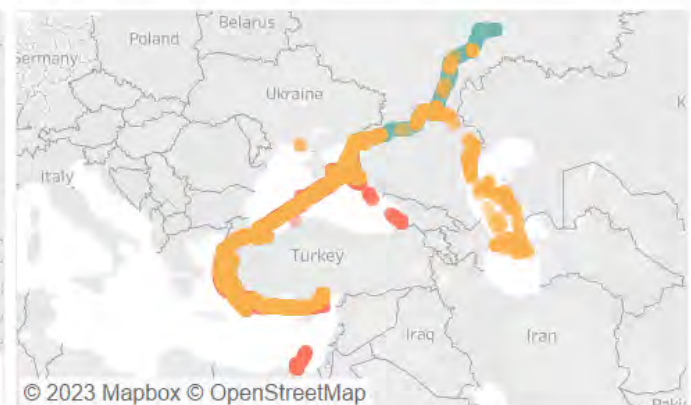 Belarus
Poland
Germany
Ukraine
K
Italy
Turkey
Iraq
Iran
© 2023 Mapbox © OpenStreetMap